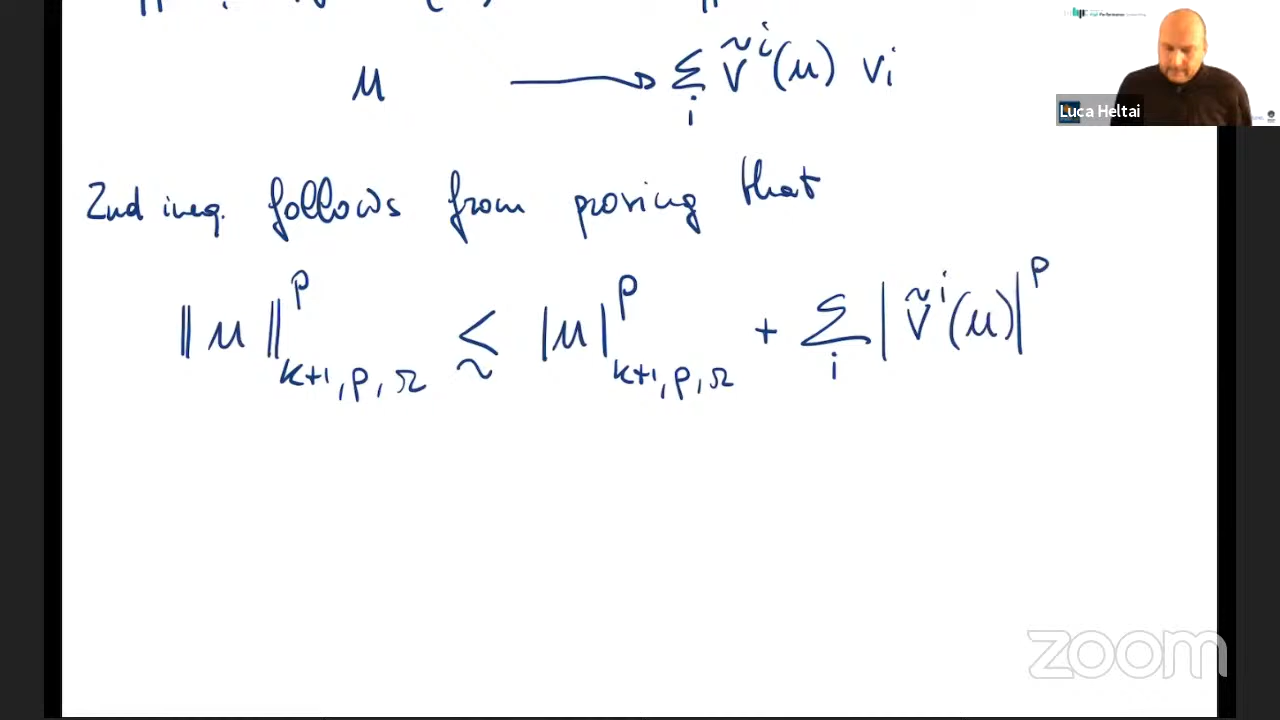 u ⟶ Σ_i ṽ^i(u) v_i
Luca Heltai
2nd ineq. follows from proving that
‖u‖^p_{k+1,p,Ω} ≲ |u|^p_{k+1,p,Ω} + Σ_i |ṽ^i(u)|^p
zoom